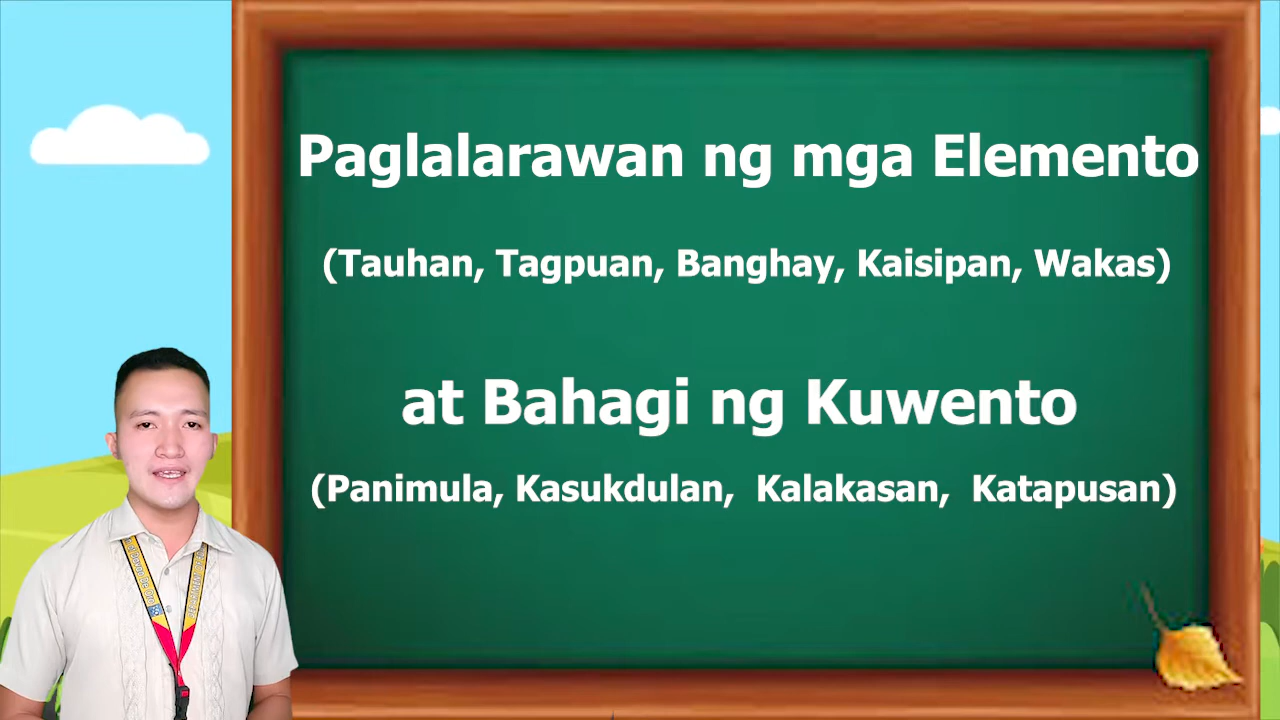 Paglalarawan ng mga Elemento
(Tauhan, Tagpuan, Banghay, Kaisipan, Wakas)
at Bahagi ng Kuwento
(Panimula, Kasukdulan, Kalakasan, Katapusan)